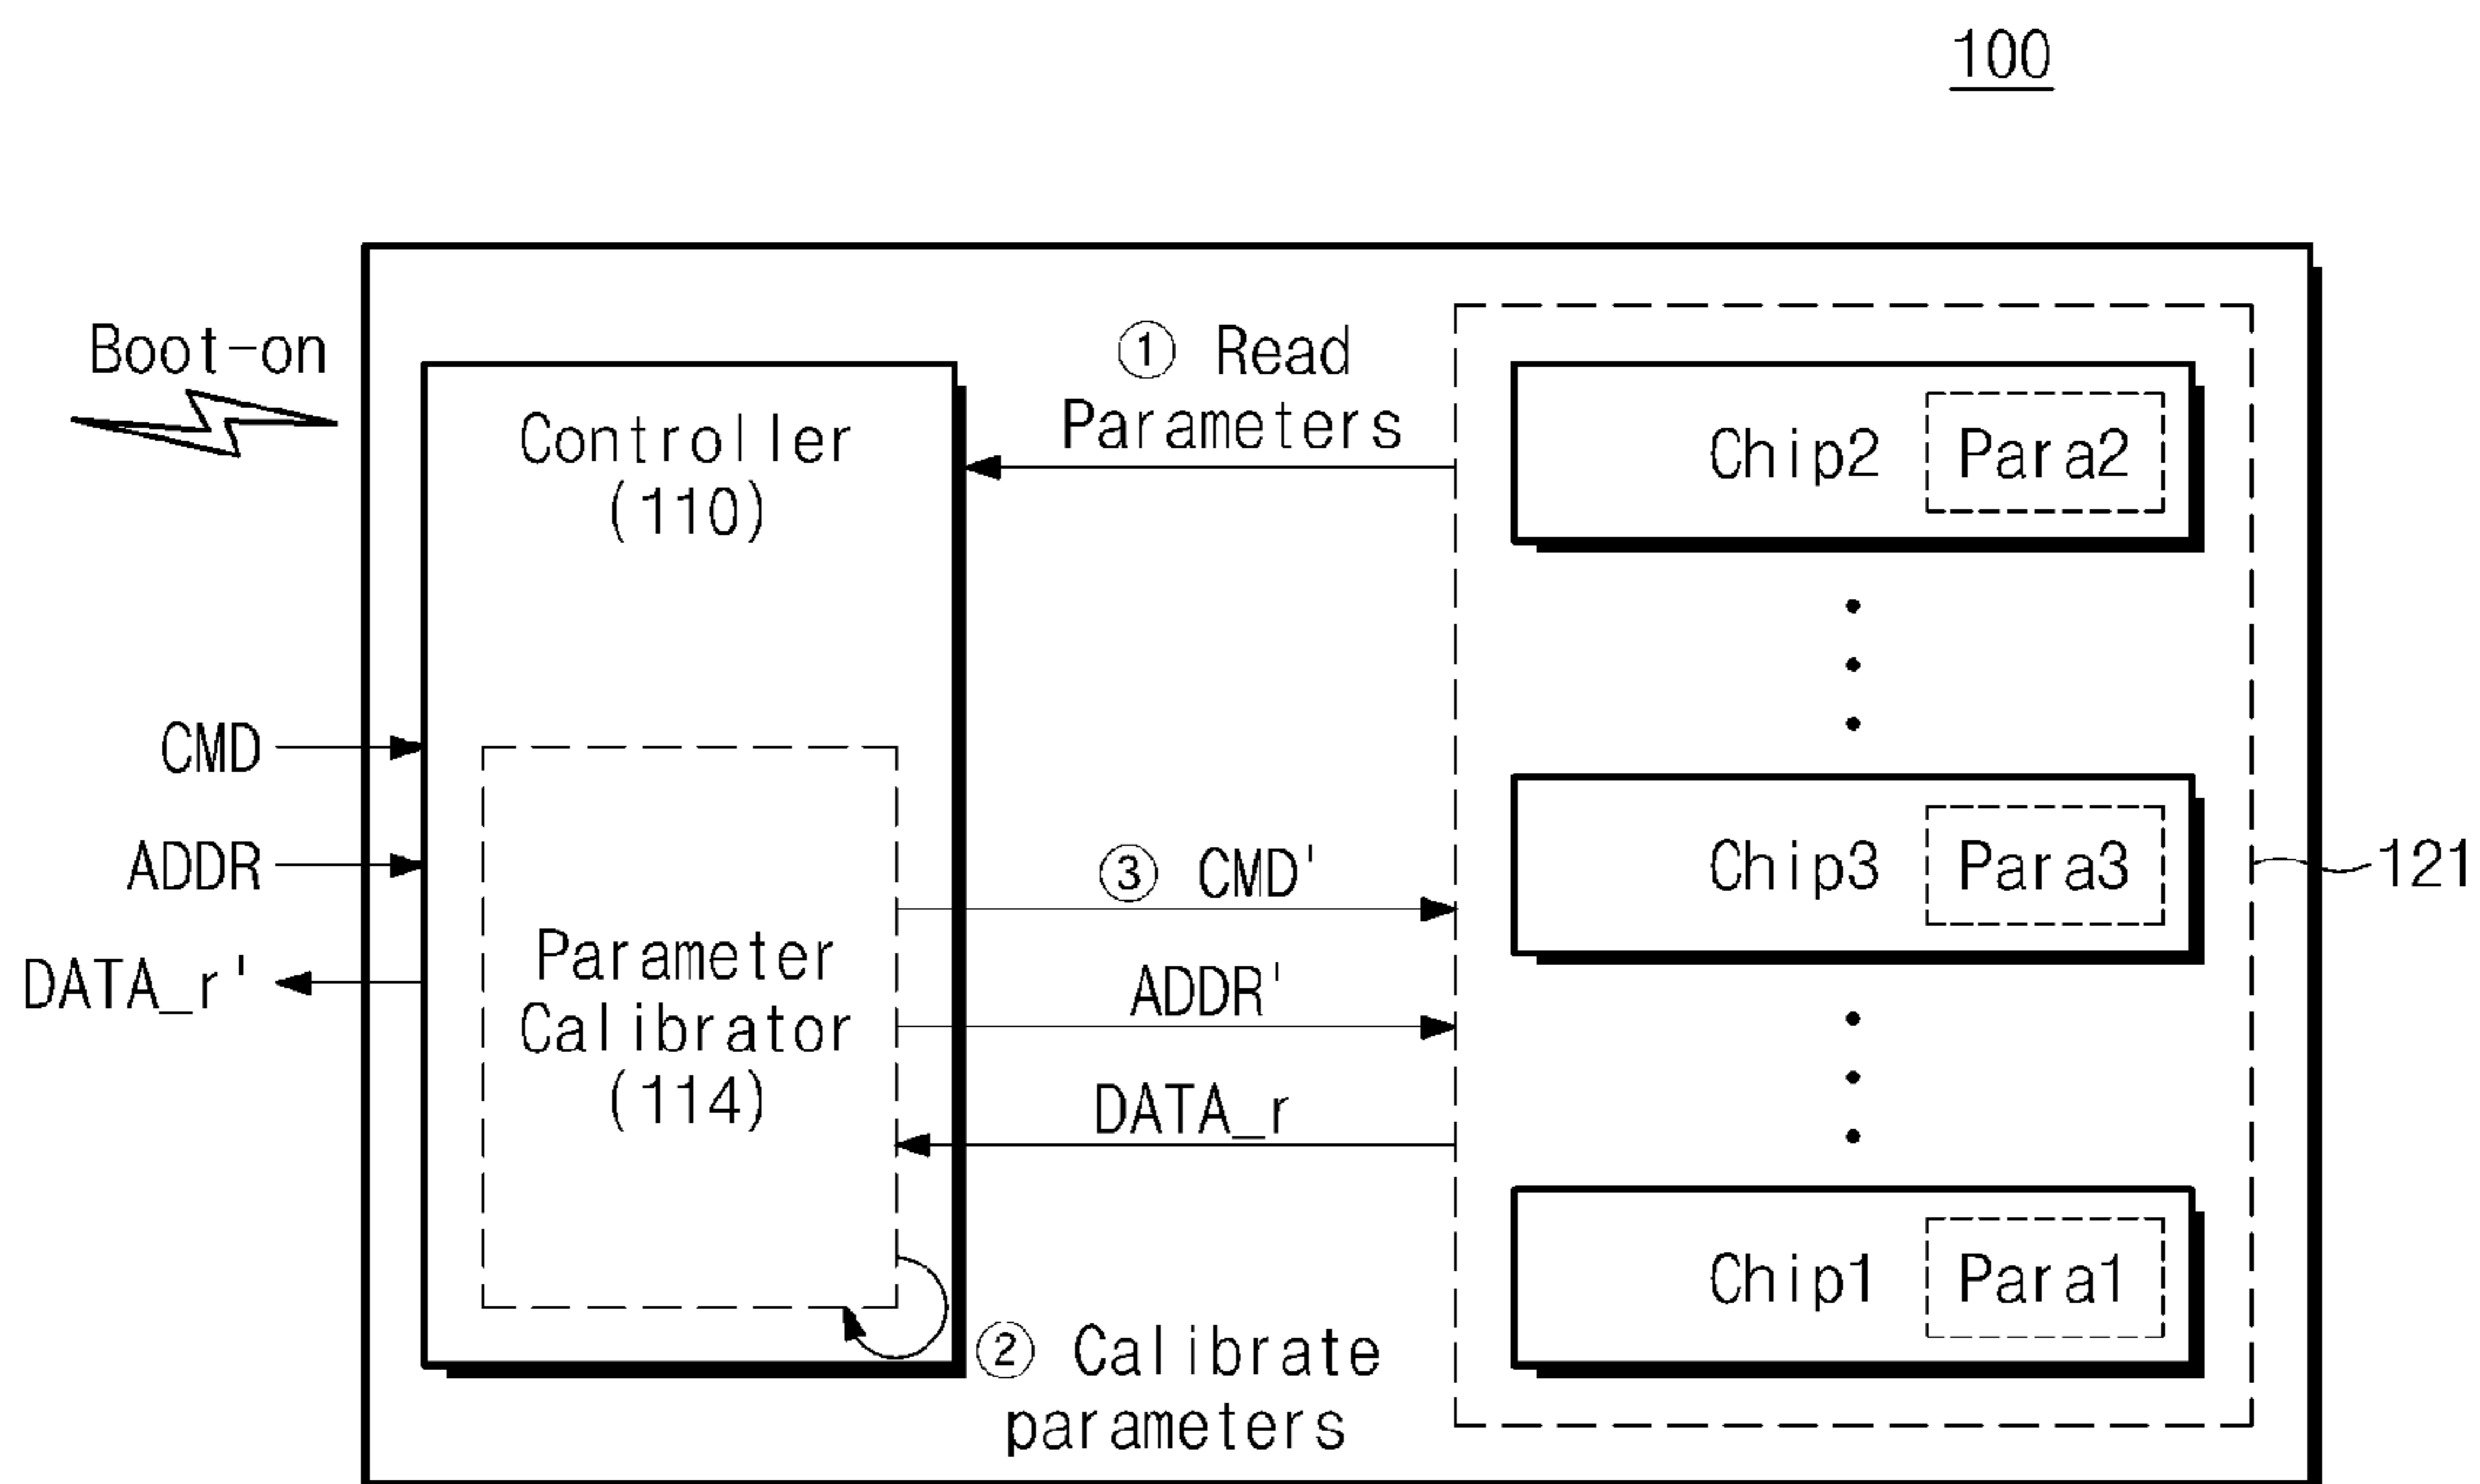 100
Boot-on
① Read
Parameters
Controller
(110)
Chip2
Para2
CMD
ADDR
DATA_r'
Parameter
Calibrator
(114)
③ CMD'
ADDR'
DATA_r
Chip3
Para3
121
② Calibrate
parameters
Chip1
Para1